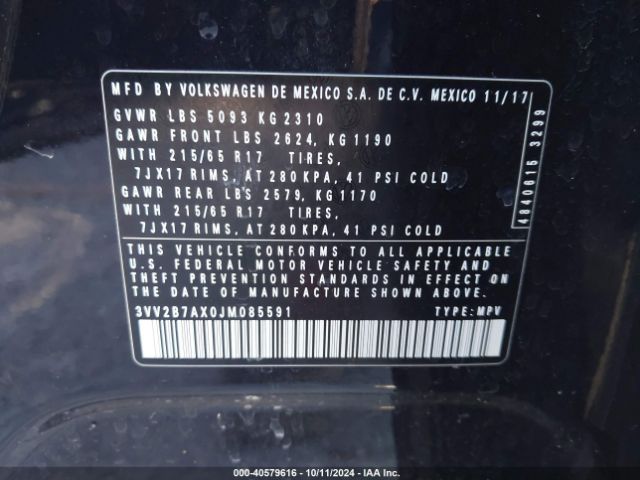 MFD BY VOLKSWAGEN DE MEXICO S.A. DE C.V. MEXICO 11/17
GVWR LBS 5093 KG 2310
GAWR FRONT LBS 2624, KG 1190
WITH 215/65 R17 TIRES,
7JX17 RIMS, AT 280 KPA, 41 PSI COLD
GAWR REAR LBS 2579, KG 1170
WITH 215/65 R17 TIRES,
7JX17 RIMS, AT 280 KPA, 41 PSI COLD
4840615 3299
THIS VEHICLE CONFORMS TO ALL APPLICABLE
U.S. FEDERAL MOTOR VEHICLE SAFETY AND
THEFT PREVENTION STANDARDS IN EFFECT ON
THE DATE OF MANUFACTURE SHOWN ABOVE.
3VV2B7AX0JM085591 TYPE: MPV
000-40579616 - 10/11/2024 - IAA Inc.